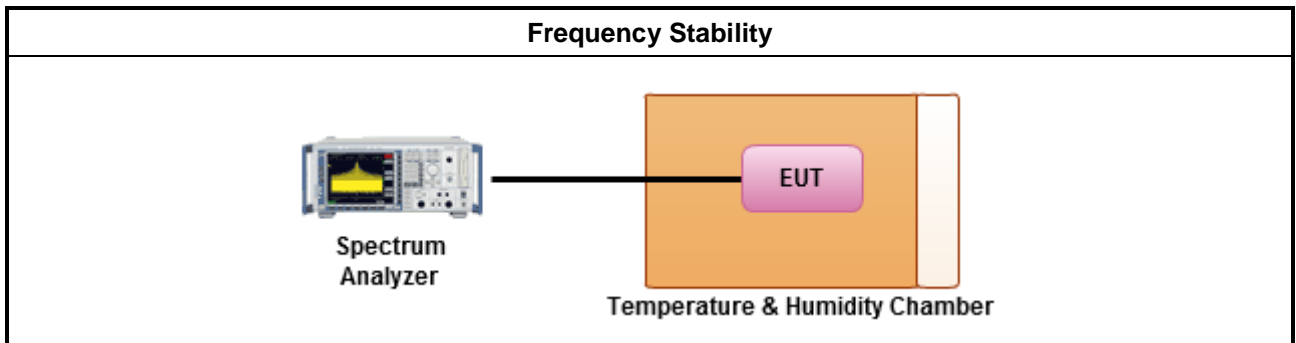 Frequency Stability
EUT
Spectrum
Analyzer
Temperature & Humidity Chamber